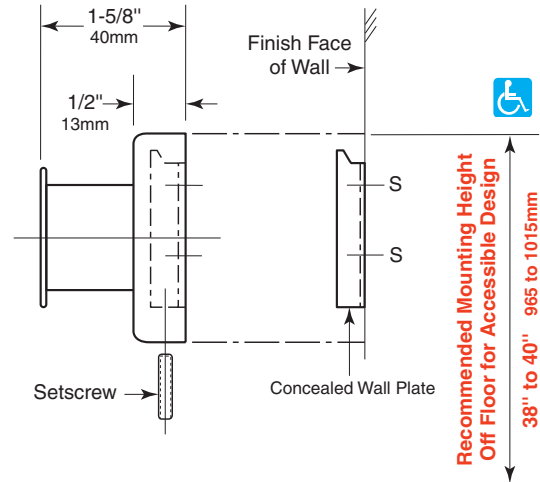 1-5/8"
40mm
Finish Face
of Wall
1/2"
13mm
S
S
Setscrew
Concealed Wall Plate
Recommended Mounting Height
Off Floor for Accessible Design
38" to 40" 965 to 1015mm